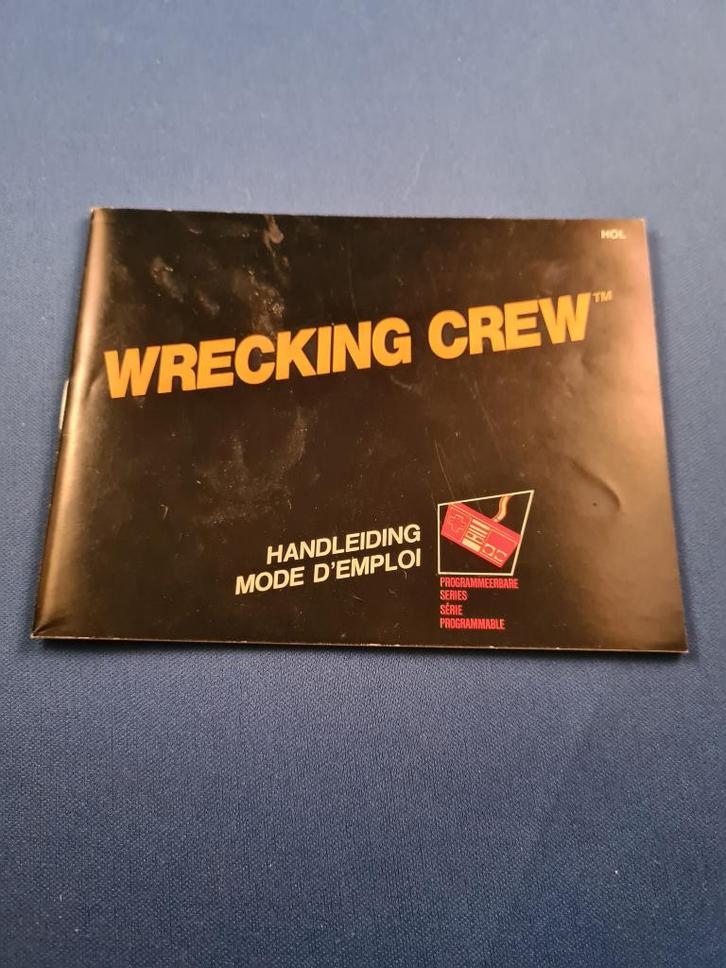 HOL
WRECKING CREW™
HANDLEIDING
MODE D'EMPLOI
PROGRAMMEERBARE
SERIES
SÉRIE
PROGRAMMABLE